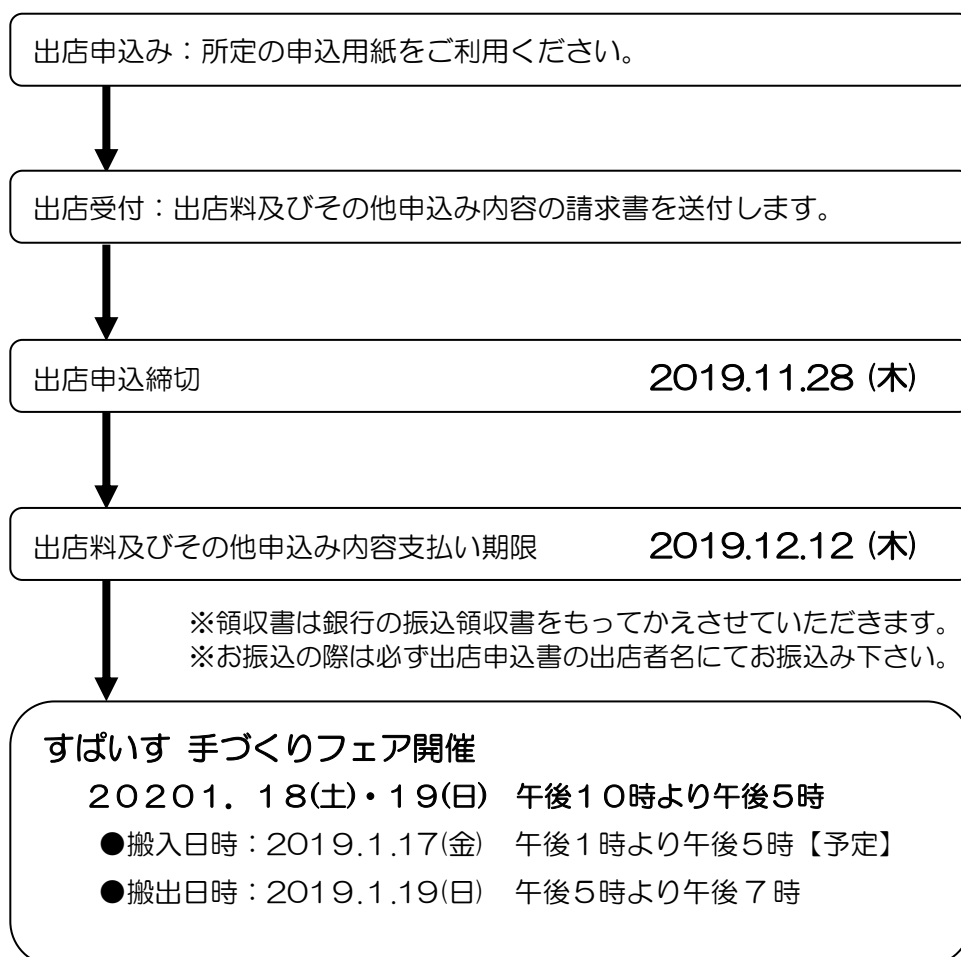 出店申込み：所定の申込用紙をご利用ください。
出店受付：出店料及びその他申込み内容の請求書を送付します。
出店申込締切 2019.11.28 (木)
出店料及びその他申込み内容支払い期限 2019.12.12 (木)
※領収書は銀行の振込領収書をもってかえさせていただきます。
※お振込の際は必ず出店申込書の出店者名にてお振込み下さい。
すぱいす 手づくりフェア開催
２０２０１．１８(土)・１９(日) 午後１０時より午後５時
●搬入日時：２０１９.１.17(金) 午後１時より午後５時【予定】
●搬出日時：２０１９.１.19(日) 午後５時より午後７時